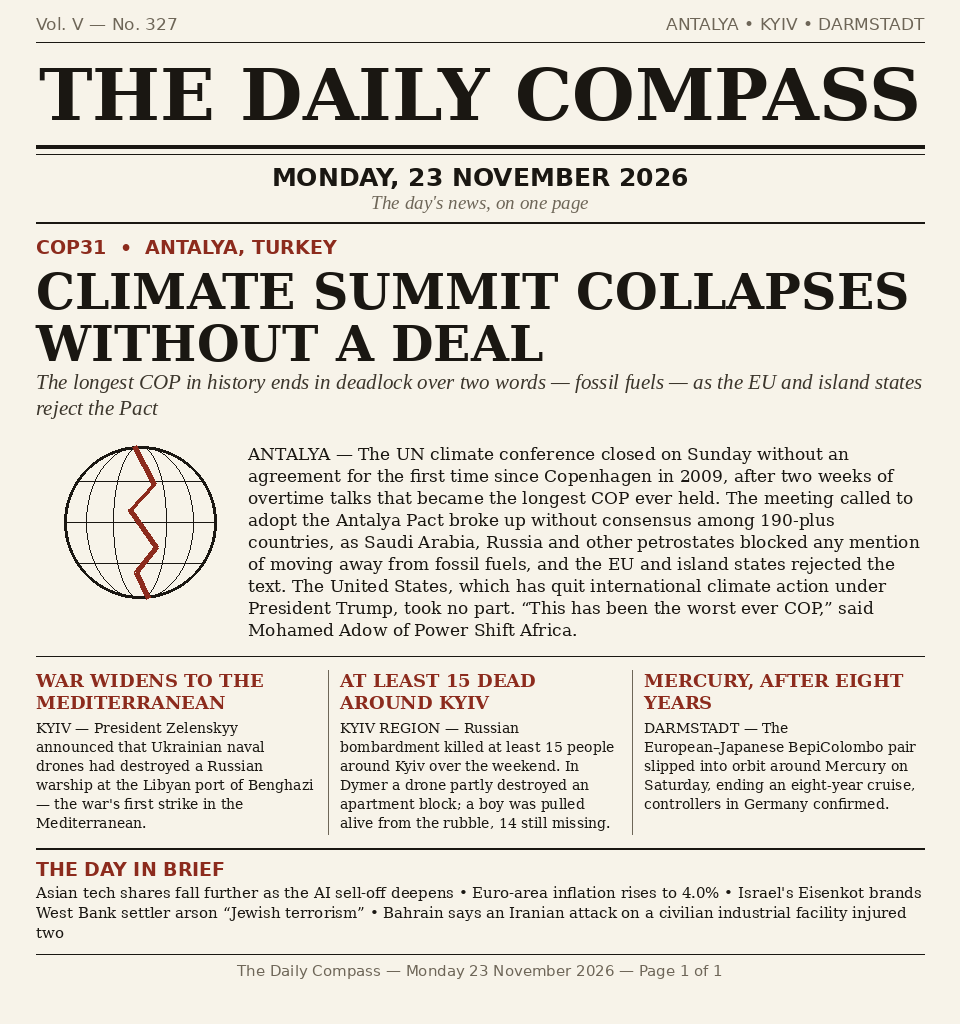 Vol. V — No. 327
ANTALYA • KYIV • DARMSTADT
THE DAILY COMPASS
MONDAY, 23 NOVEMBER 2026
The day's news, on one page
COP31 • ANTALYA, TURKEY
CLIMATE SUMMIT COLLAPSES
WITHOUT A DEAL
The longest COP in history ends in deadlock over two words — fossil fuels — as the EU and island states
reject the Pact
ANTALYA — The UN climate conference closed on Sunday without an
agreement for the first time since Copenhagen in 2009, after two weeks of
overtime talks that became the longest COP ever held. The meeting called to
adopt the Antalya Pact broke up without consensus among 190-plus
countries, as Saudi Arabia, Russia and other petrostates blocked any mention
of moving away from fossil fuels, and the EU and island states rejected the
text. The United States, which has quit international climate action under
President Trump, took no part. “This has been the worst ever COP,” said
Mohamed Adow of Power Shift Africa.
WAR WIDENS TO THE
MEDITERRANEAN
KYIV — President Zelenskyy
announced that Ukrainian naval
drones had destroyed a Russian
warship at the Libyan port of Benghazi
— the war's first strike in the
Mediterranean.
AT LEAST 15 DEAD
AROUND KYIV
KYIV REGION — Russian
bombardment killed at least 15 people
around Kyiv over the weekend. In
Dymer a drone partly destroyed an
apartment block; a boy was pulled
alive from the rubble, 14 still missing.
MERCURY, AFTER EIGHT
YEARS
DARMSTADT — The
European–Japanese BepiColombo pair
slipped into orbit around Mercury on
Saturday, ending an eight-year cruise,
controllers in Germany confirmed.
THE DAY IN BRIEF
Asian tech shares fall further as the AI sell-off deepens • Euro-area inflation rises to 4.0% • Israel's Eisenkot brands
West Bank settler arson “Jewish terrorism” • Bahrain says an Iranian attack on a civilian industrial facility injured
two
The Daily Compass — Monday 23 November 2026 — Page 1 of 1